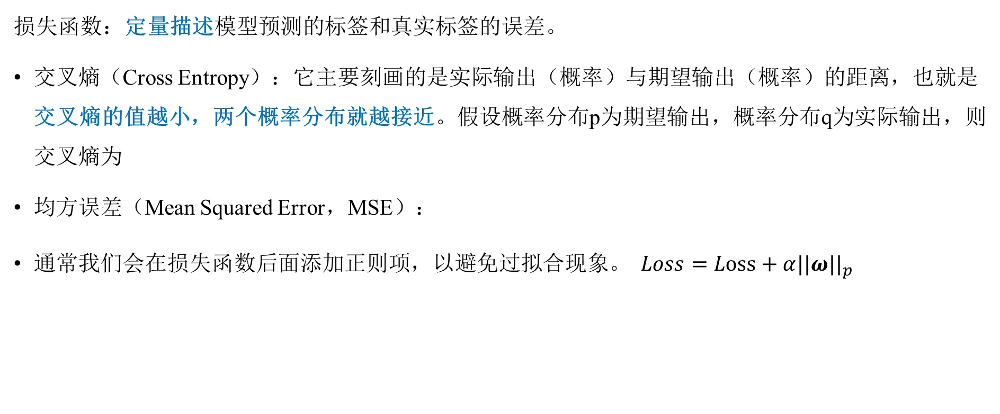 损失函数：定量描述模型预测的标签和真实标签的误差。
• 交叉熵（Cross Entropy）：它主要刻画的是实际输出（概率）与期望输出（概率）的距离，也就是
交叉熵的值越小，两个概率分布就越接近。假设概率分布p为期望输出，概率分布q为实际输出，则
交叉熵为
• 均方误差（Mean Squared Error，MSE）：
• 通常我们会在损失函数后面添加正则项，以避免过拟合现象。 Loss = Loss + α||ω||ₚ